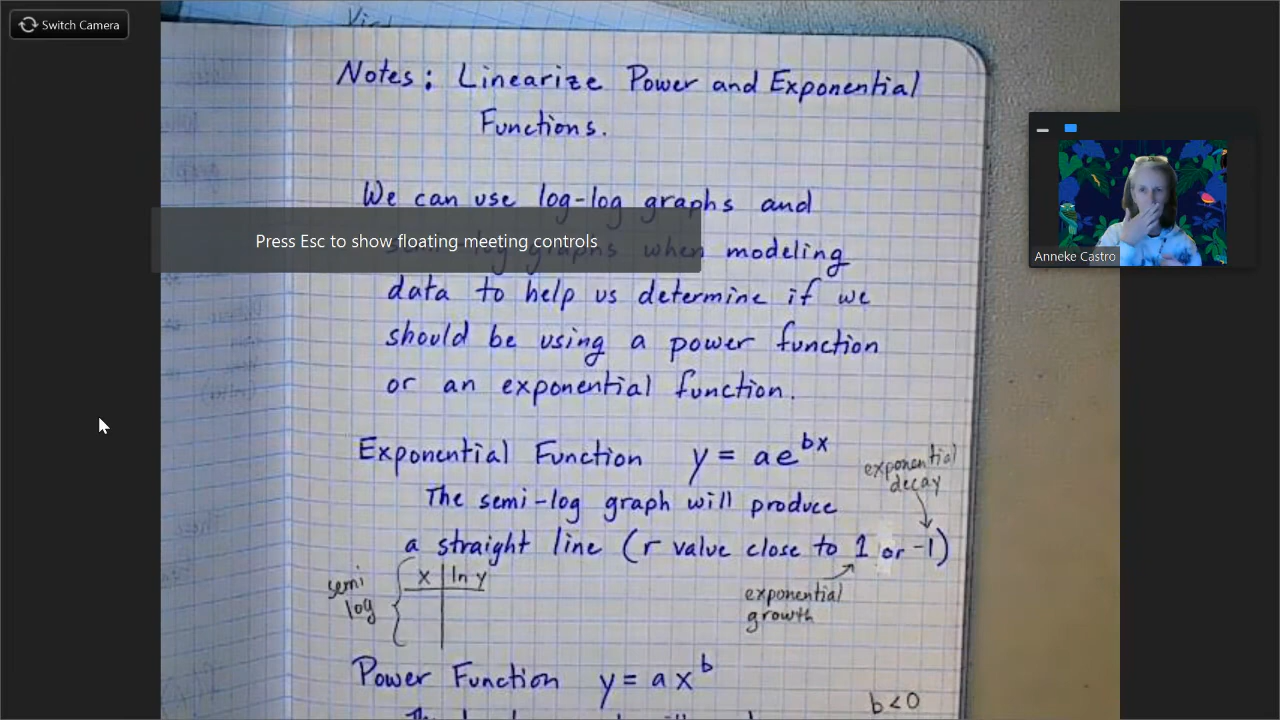 Switch Camera
Notes: Linearize Power and Exponential
Functions.
We can use log-log graphs and
Press Esc to show floating meeting controls
log graphs when modeling
data to help us determine if we
should be using a power function
or an exponential function.
Anneke Castro
Exponential Function y = ae^bx
exponential
decay
The semi-log graph will produce
a straight line (r value close to 1 or -1)
semi
log
x | ln y
exponential
growth
Power Function y = ax^b
b<0